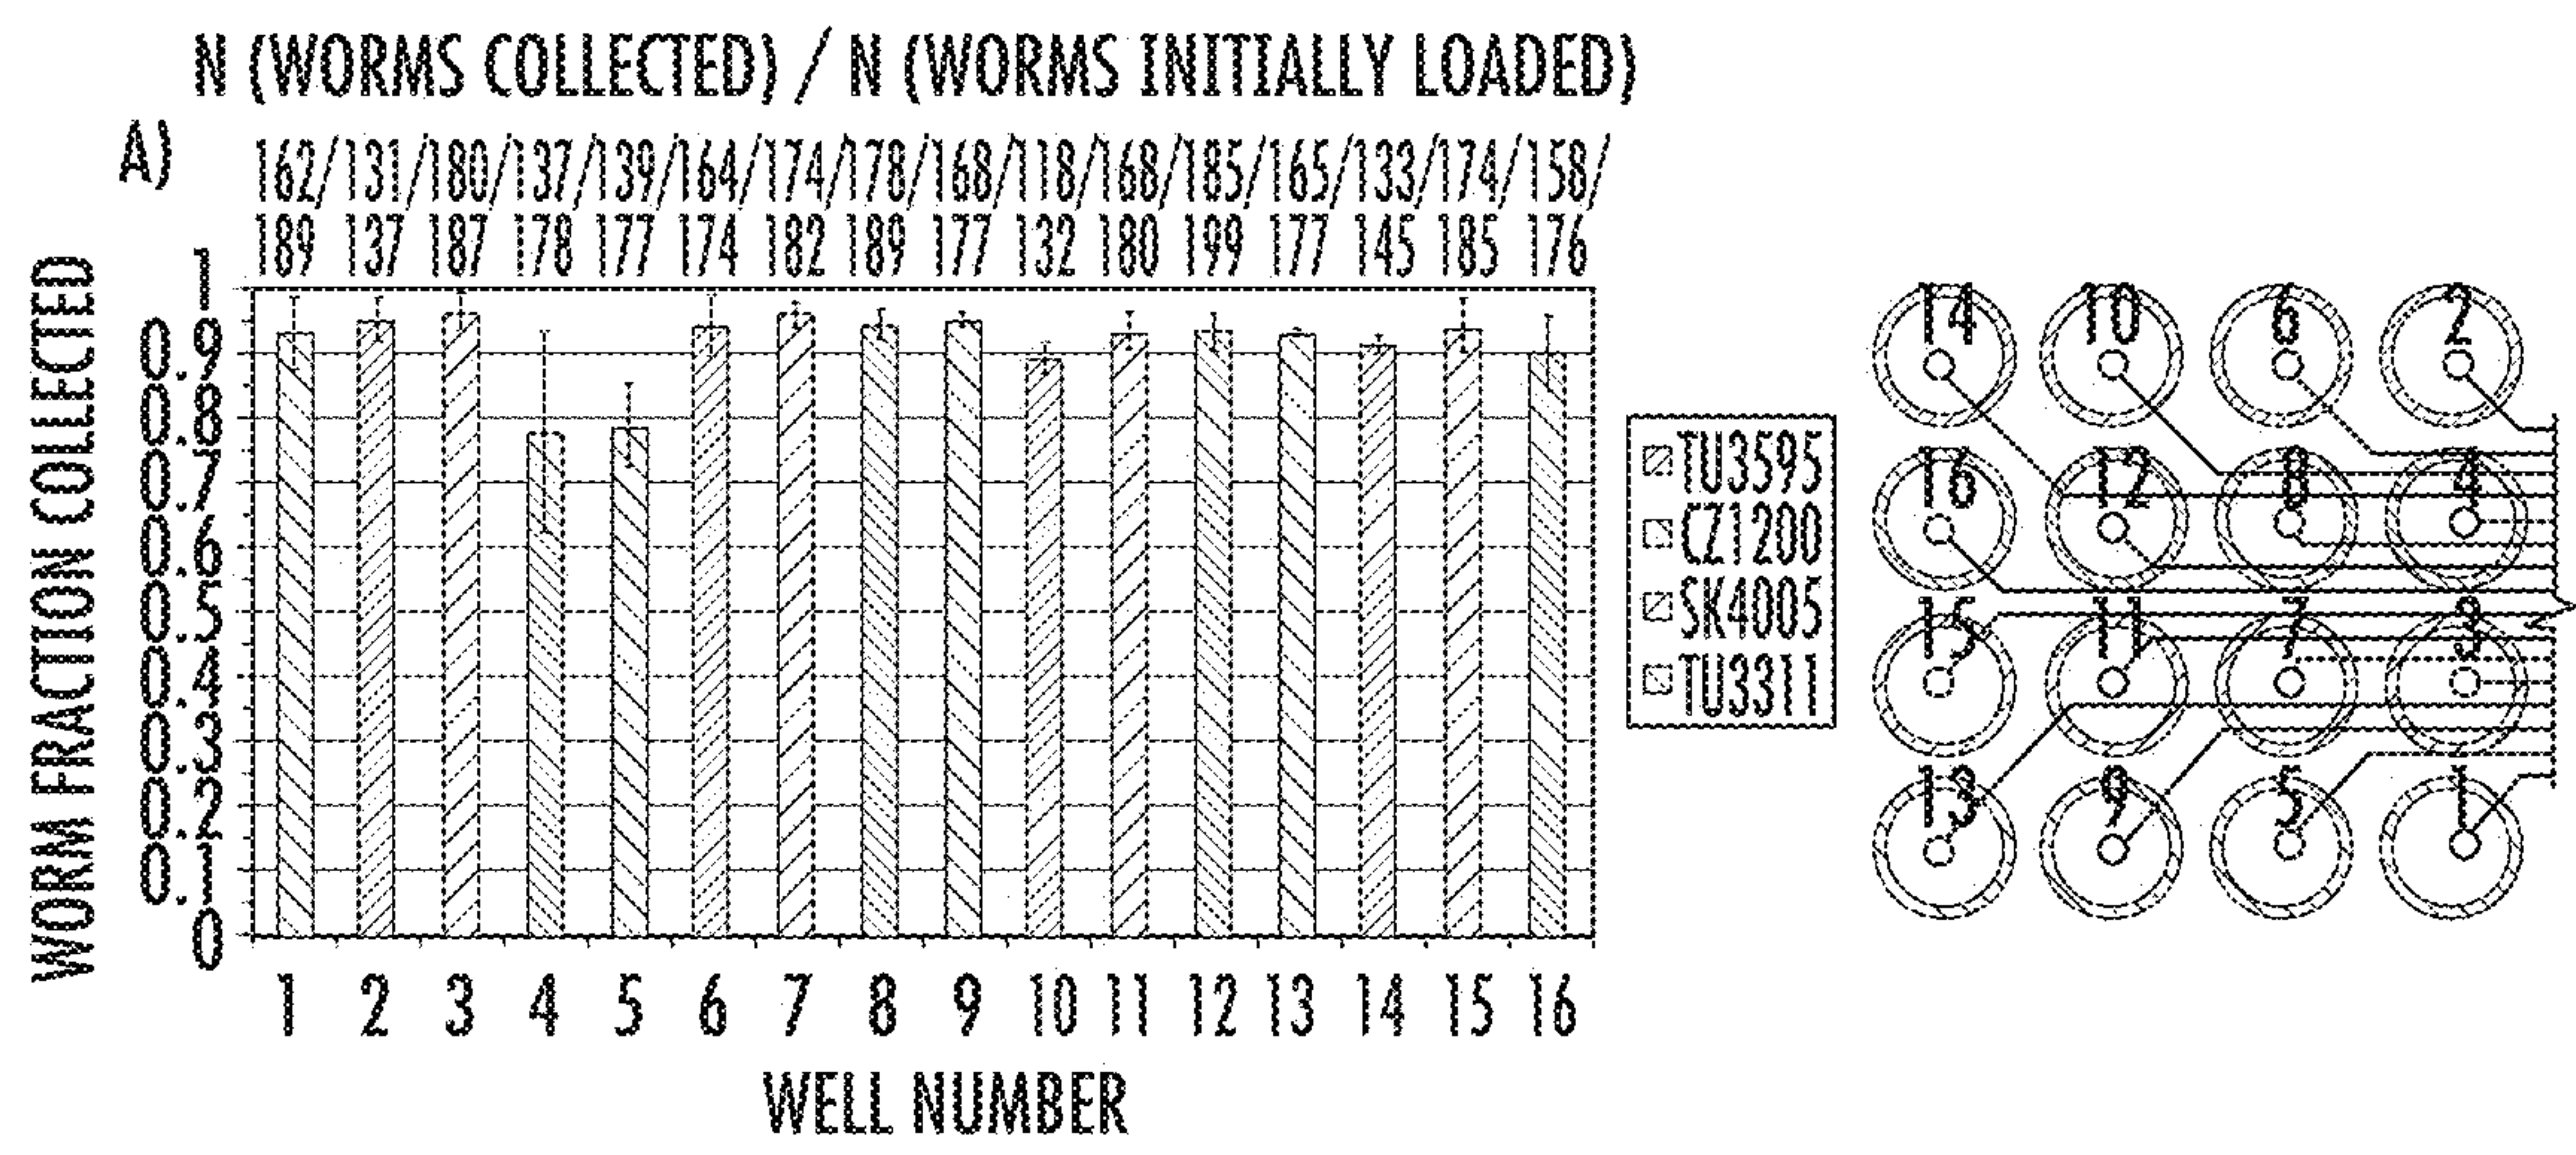 N (WORMS COLLECTED) / N (WORMS INITIALLY LOADED)
A)
162/ 131/ 180/ 137/ 139/ 164/ 174/ 178/ 168/ 118/ 168/ 185/ 165/ 133/ 174/ 158/
189 137 187 178 177 174 182 189 177 132 180 199 177 145 185 176
WORM FRACTION COLLECTED
1
0.9
0.8
0.7
0.6
0.5
0.4
0.3
0.2
0.1
0
1 2 3 4 5 6 7 8 9 10 11 12 13 14 15 16
WELL NUMBER
TU3595
CZ1200
SK4005
TU3311
14 10 6 2
16 12 8 4
15 11 7 3
13 9 5 1